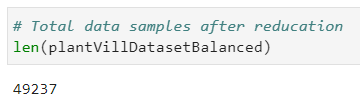 # Total data samples after reducation
len(plantVillDatasetBalanced)
49237